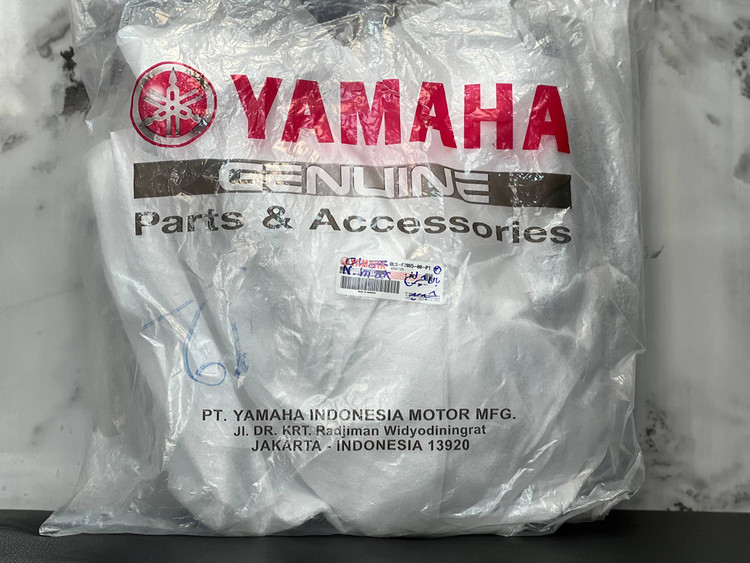 YAMAHA
GENUINE
Parts & Accessories
PT. YAMAHA INDONESIA MOTOR MFG.
Jl. DR. KRT. Radjiman Widyodiningrat
JAKARTA - INDONESIA 13920